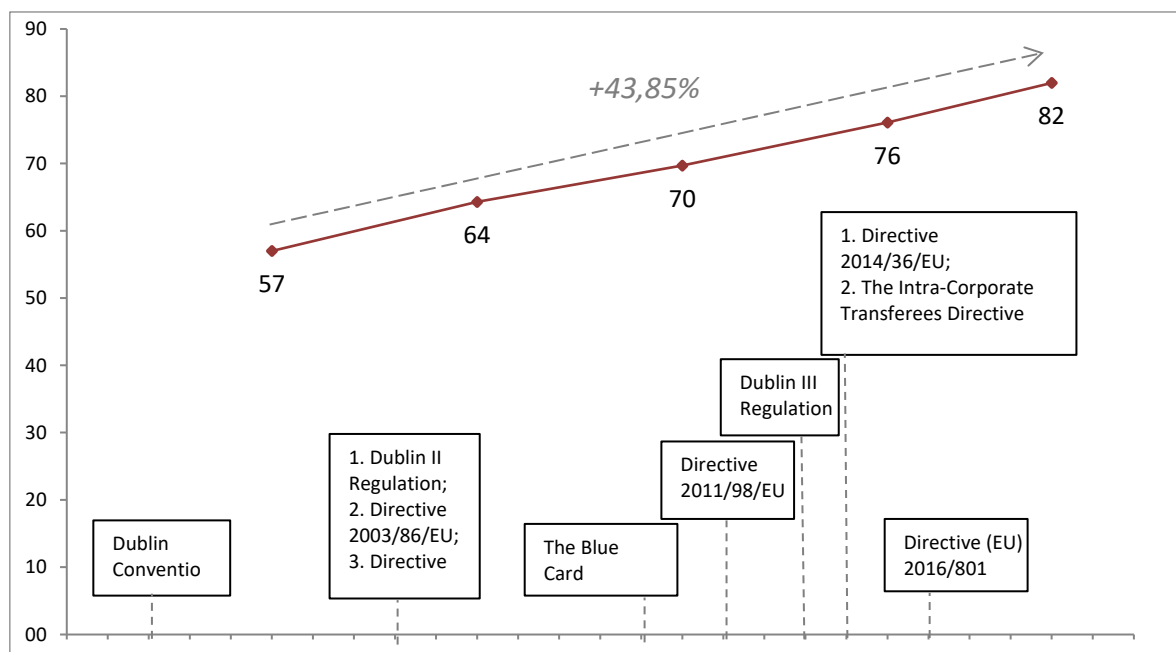 90
80
70
60
50
40
30
20
10
00
+43,85%
57
64
70
76
82
Dublin
Conventio
1. Dublin II
Regulation;
2. Directive
2003/86/EU;
3. Directive
The Blue
Card
Directive
2011/98/EU
Dublin III
Regulation
1. Directive
2014/36/EU;
2. The Intra-Corporate
Transferees Directive
Directive (EU)
2016/801